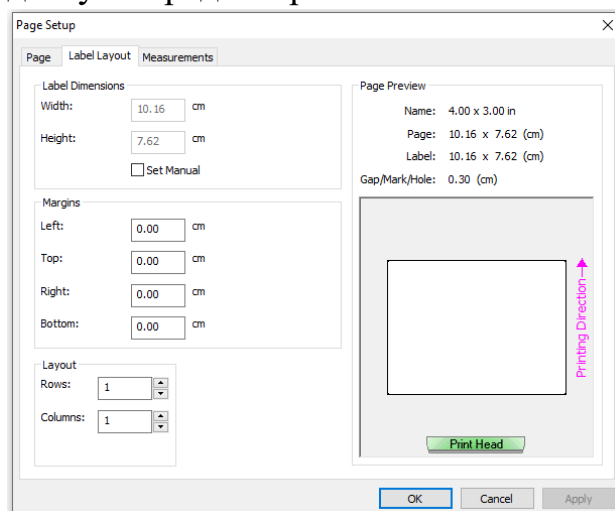 Page Setup
Page Label Layout Measurements
Label Dimensions
Width: 10.16 cm
Height: 7.62 cm
Set Manual
Margins
Left: 0.00 cm
Top: 0.00 cm
Right: 0.00 cm
Bottom: 0.00 cm
Layout
Rows: 1
Columns: 1
Page Preview
Name: 4.00 x 3.00 in
Page: 10.16 x 7.62 (cm)
Label: 10.16 x 7.62 (cm)
Gap/Mark/Hole: 0.30 (cm)
Printing Direction
Print Head
OK Cancel Apply